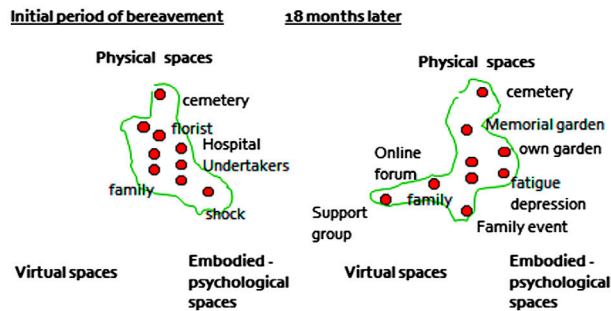 Initial period of bereavement
Physical spaces
cemetery
florist
Hospital
Undertakers
family
shock
Virtual spaces
Embodied -
psychological
spaces
18 months later
Physical spaces
cemetery
Memorial garden
own garden
Online
forum
family
fatigue
depression
Support
group
Family event
Virtual spaces
Embodied -
psychological
spaces